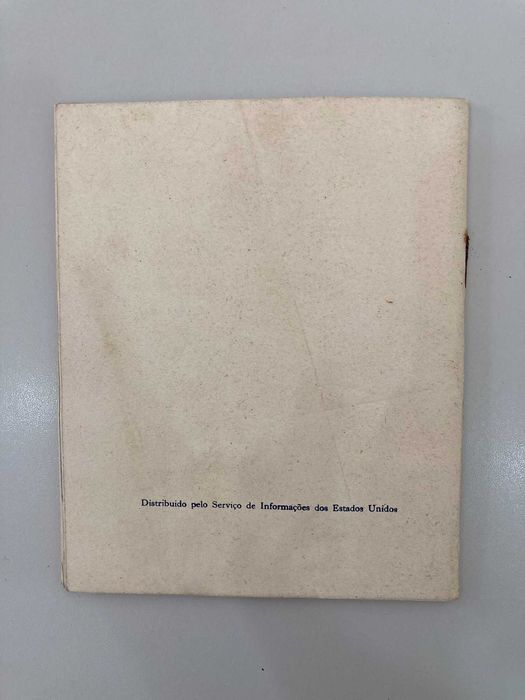 Distribuido pelo Serviço de Informações dos Estados Unidos